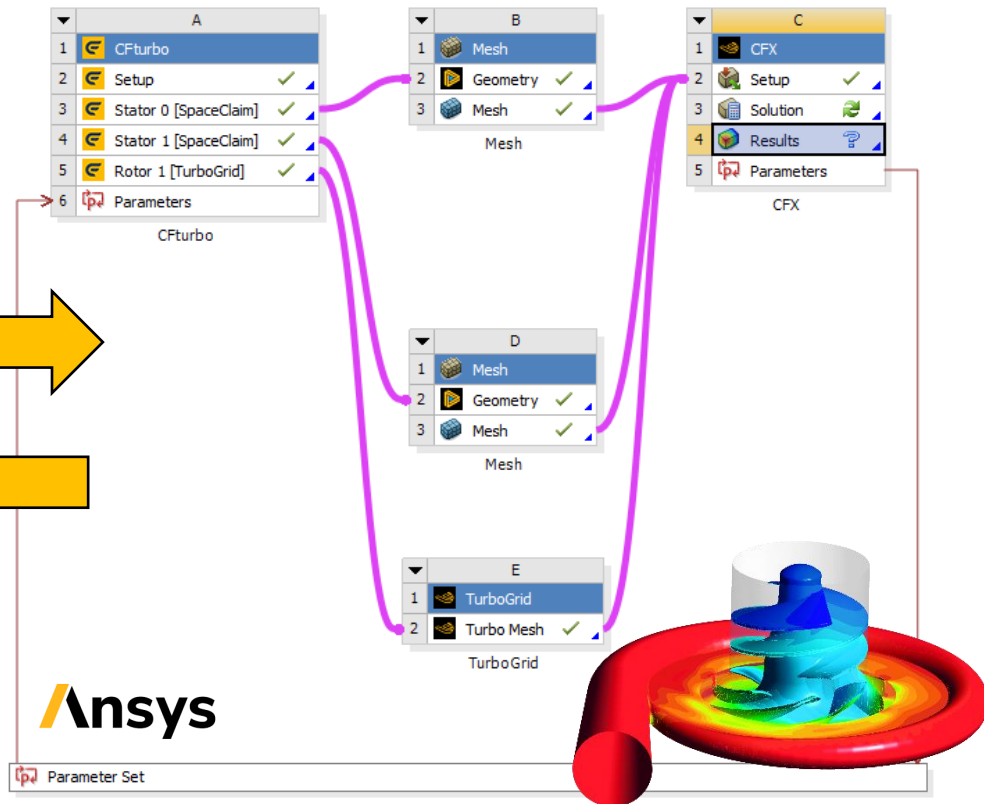 A
1 CFturbo
2 Setup
3 Stator 0 [SpaceClaim]
4 Stator 1 [SpaceClaim]
5 Rotor 1 [TurboGrid]
6 Parameters
CFturbo
B
1 Mesh
2 Geometry
3 Mesh
Mesh
C
1 CFX
2 Setup
3 Solution
4 Results
5 Parameters
CFX
D
1 Mesh
2 Geometry
3 Mesh
Mesh
E
1 TurboGrid
2 Turbo Mesh
TurboGrid
Ansys
Parameter Set